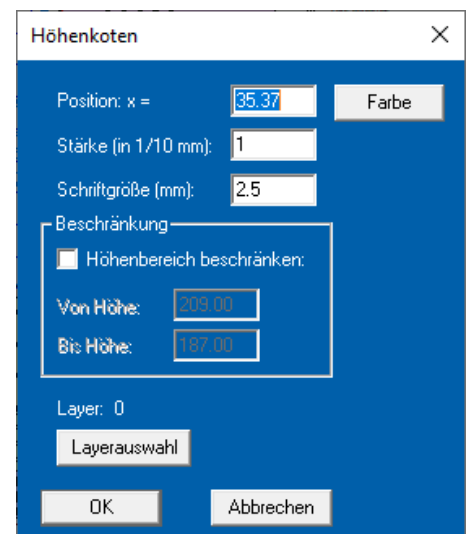 Höhenkoten
Position: x = 35.37 Farbe
Stärke (in 1/10 mm): 1
Schriftgröße (mm): 2.5
Beschränkung
Höhenbereich beschränken:
Von Höhe: 209.00
Bis Höhe: 187.00
Layer: 0
Layerauswahl
OK Abbrechen